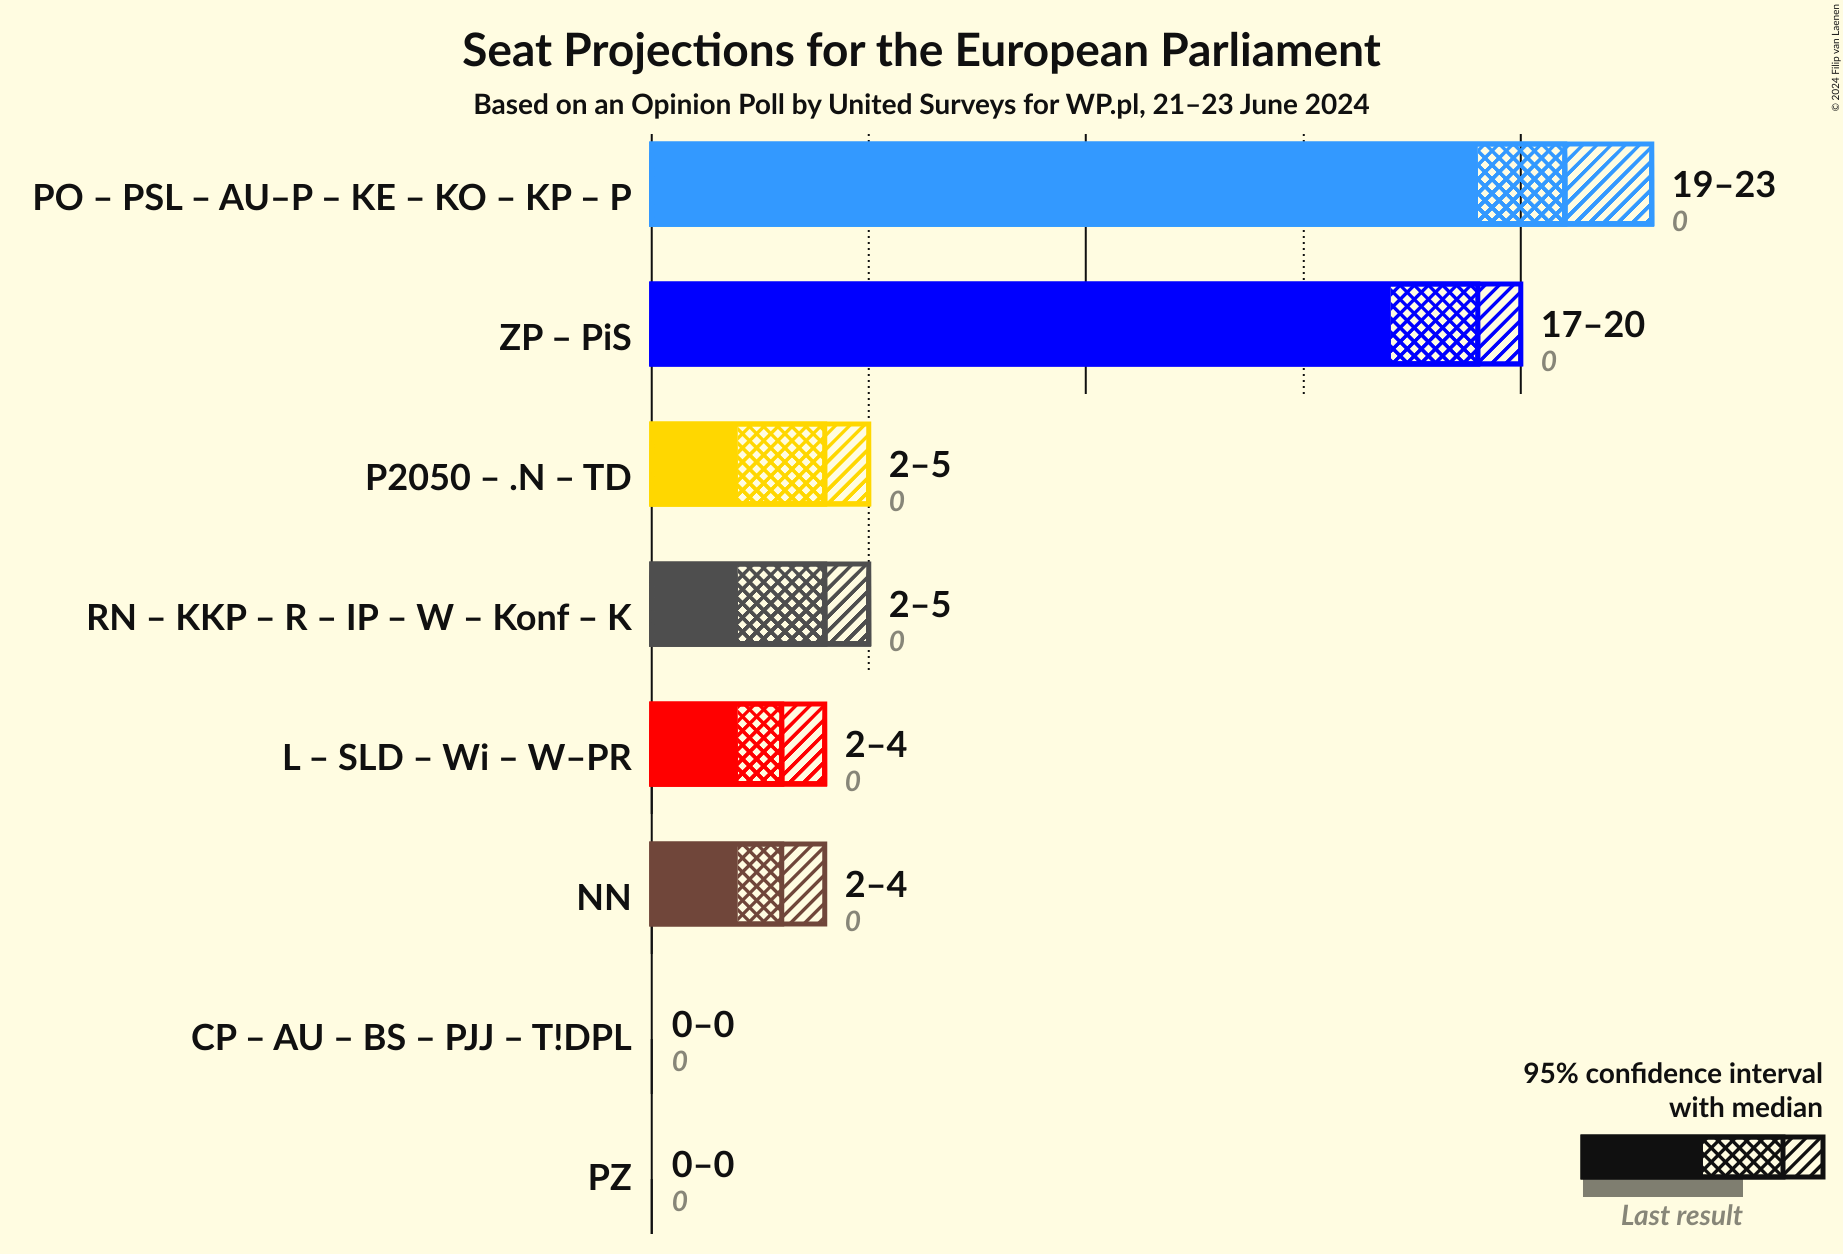 Seat Projections for the European Parliament
Based on an Opinion Poll by United Surveys for WP.pl, 21–23 June 2024
© 2024 Filip van Laenen
PO – PSL – AU–P – KE – KO – KP – P
19–23
0
ZP – PiS
17–20
0
P2050 – .N – TD
2–5
0
RN – KKP – R – IP – W – Konf – K
2–5
0
L – SLD – Wi – W–PR
2–4
0
NN
2–4
0
CP – AU – BS – PJJ – T!DPL
0–0
0
PZ
0–0
0
95% confidence interval
with median
Last result